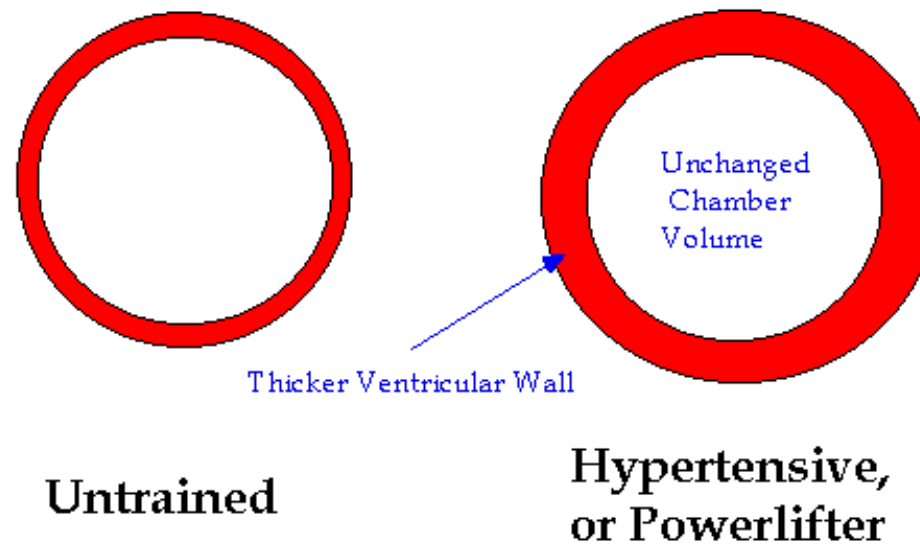 Unchanged
Chamber
Volume
Thicker Ventricular Wall
Untrained
Hypertensive,
or Powerlifter